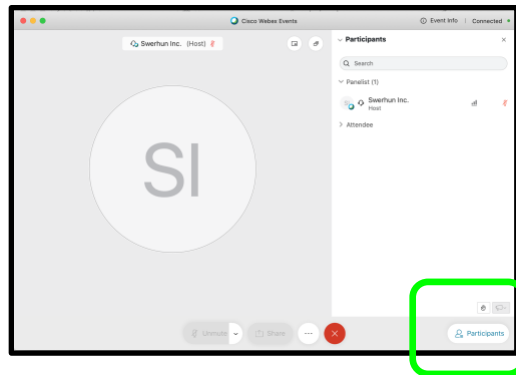 Cisco Webex Events
Event Info | Connected
Swerhun Inc. (Host)
Participants
Search
Panelist (1)
Swerhun Inc.
Host
Attendee
SI
Unmute
Share
Participants